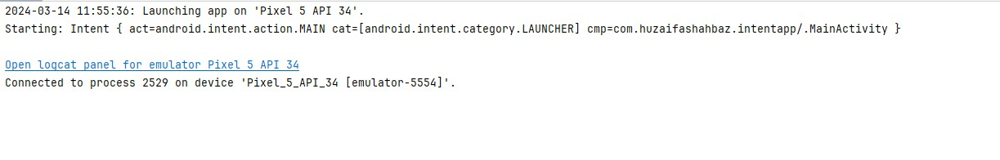 2024-03-14 11:55:36: Launching app on 'Pixel 5 API 34'.
Starting: Intent { act=android.intent.action.MAIN cat=[android.intent.category.LAUNCHER] cmp=com.huzaifashahbaz.intentapp/.MainActivity }
Open logcat panel for emulator Pixel 5 API 34
Connected to process 2529 on device 'Pixel_5_API_34 [emulator-5554]'.